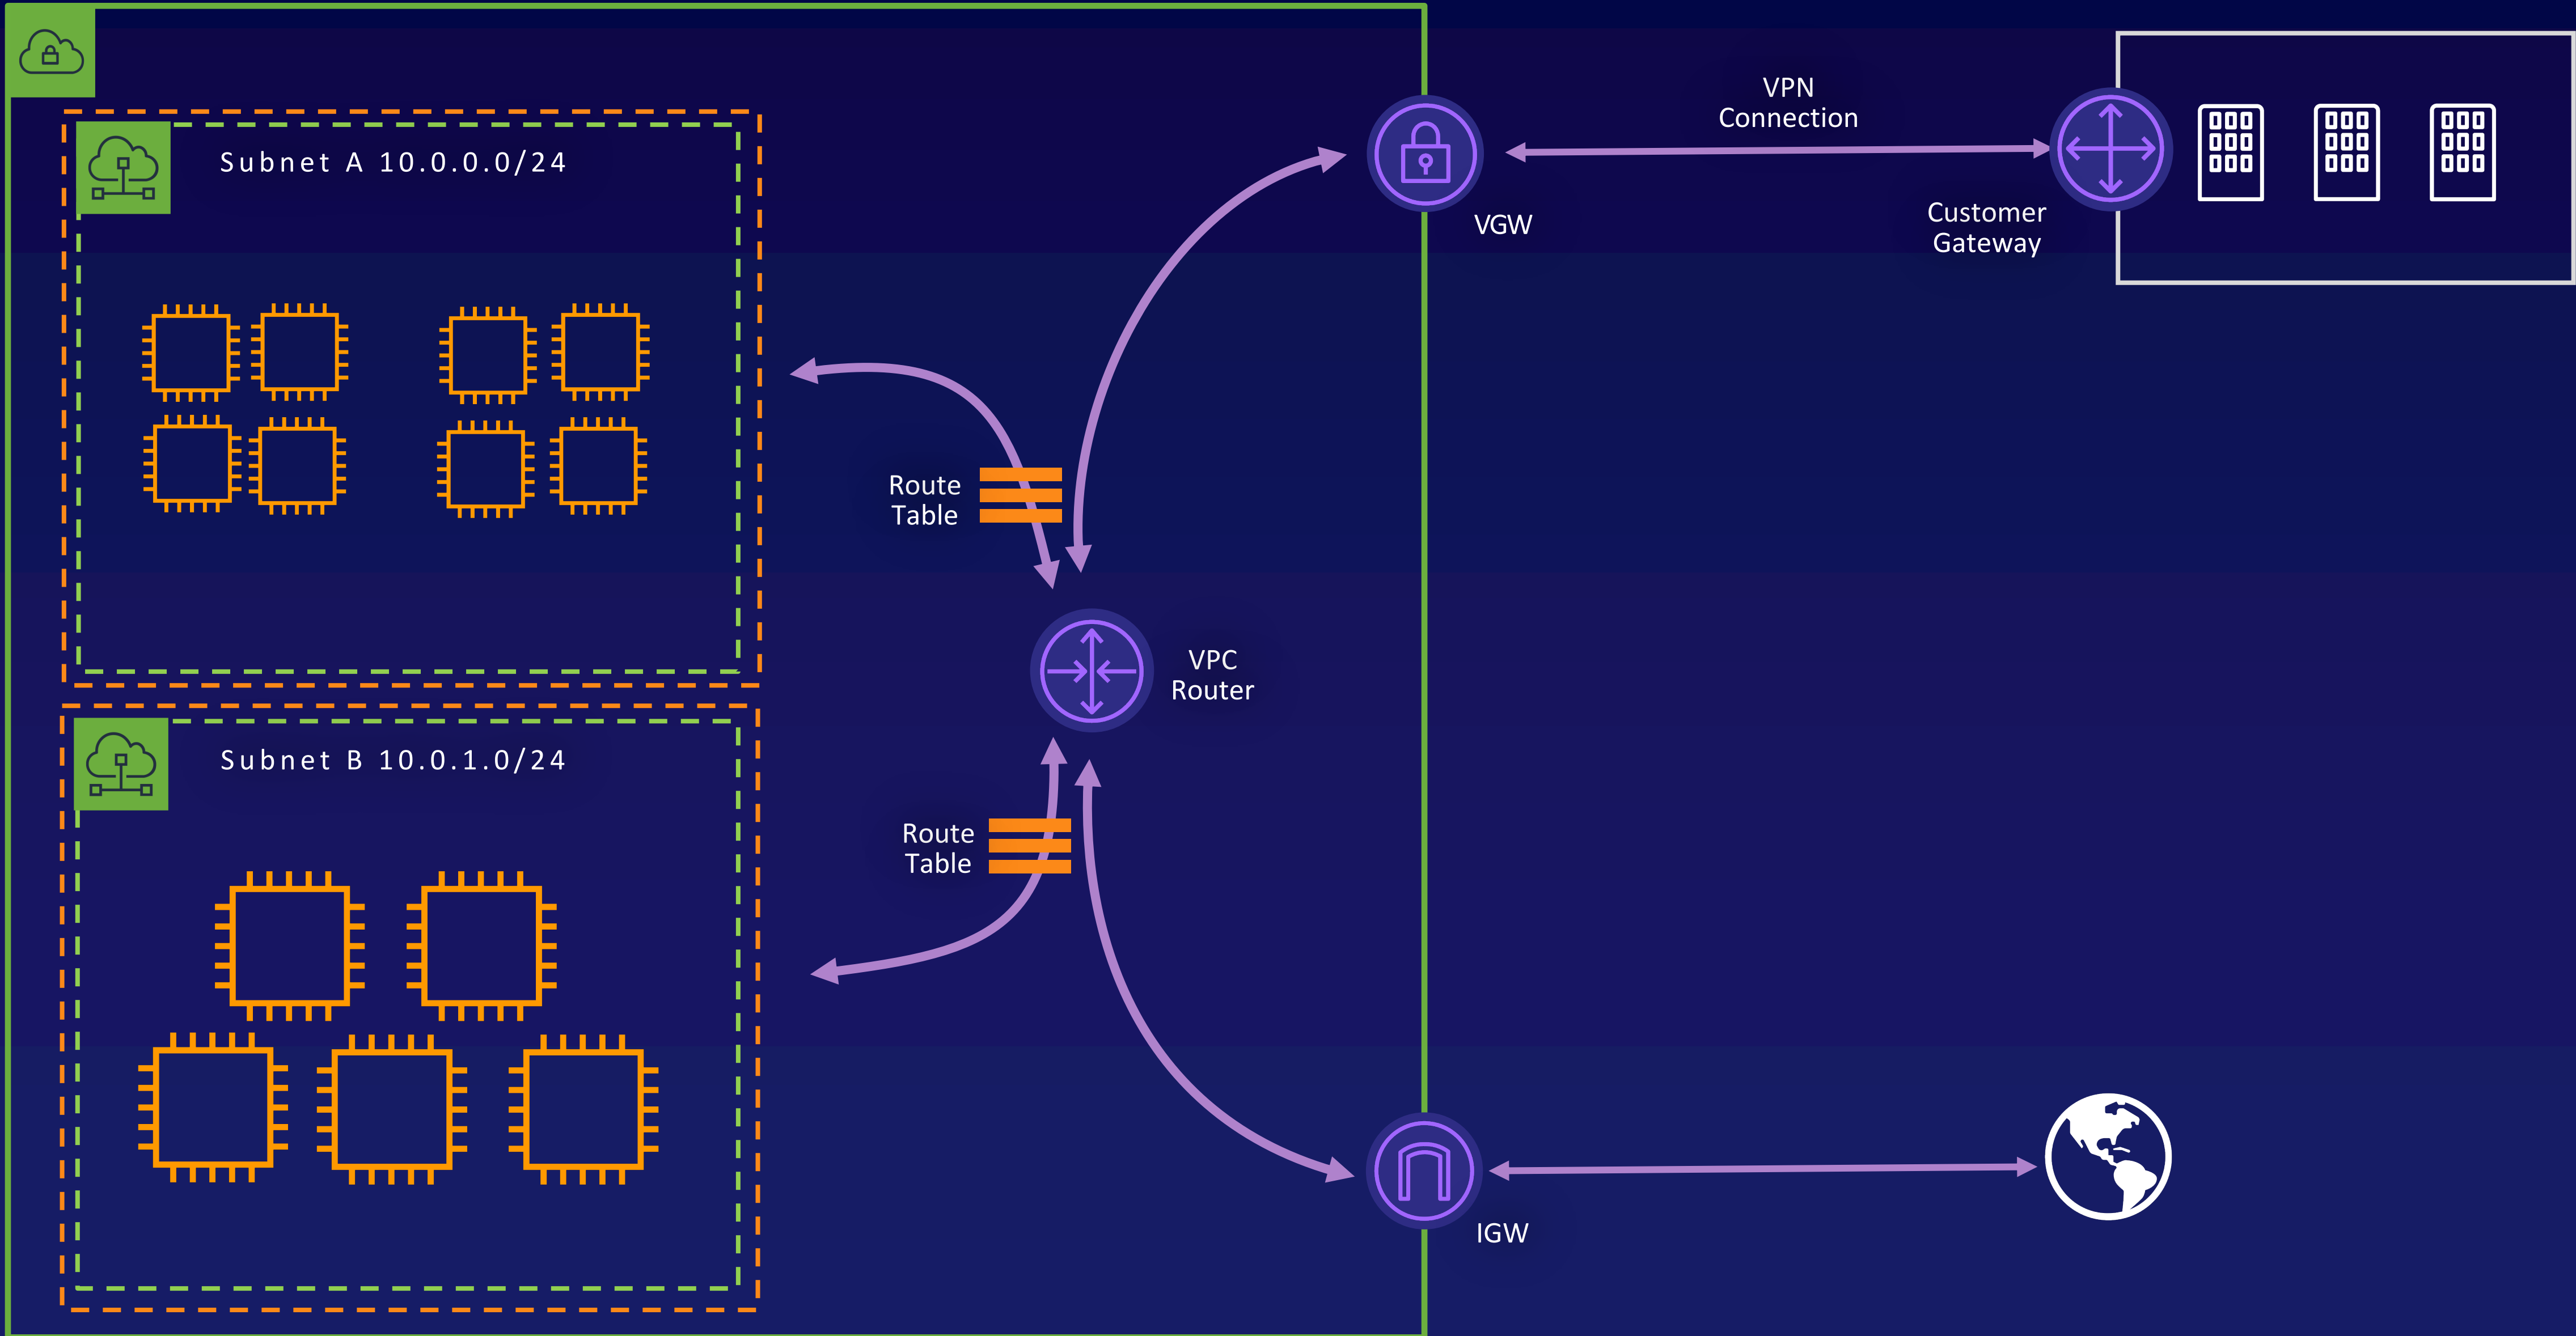 Subnet A 10.0.0.0/24
VPN
Connection
VGW
Customer
Gateway
Route
Table
VPC
Router
Subnet B 10.0.1.0/24
Route
Table
IGW